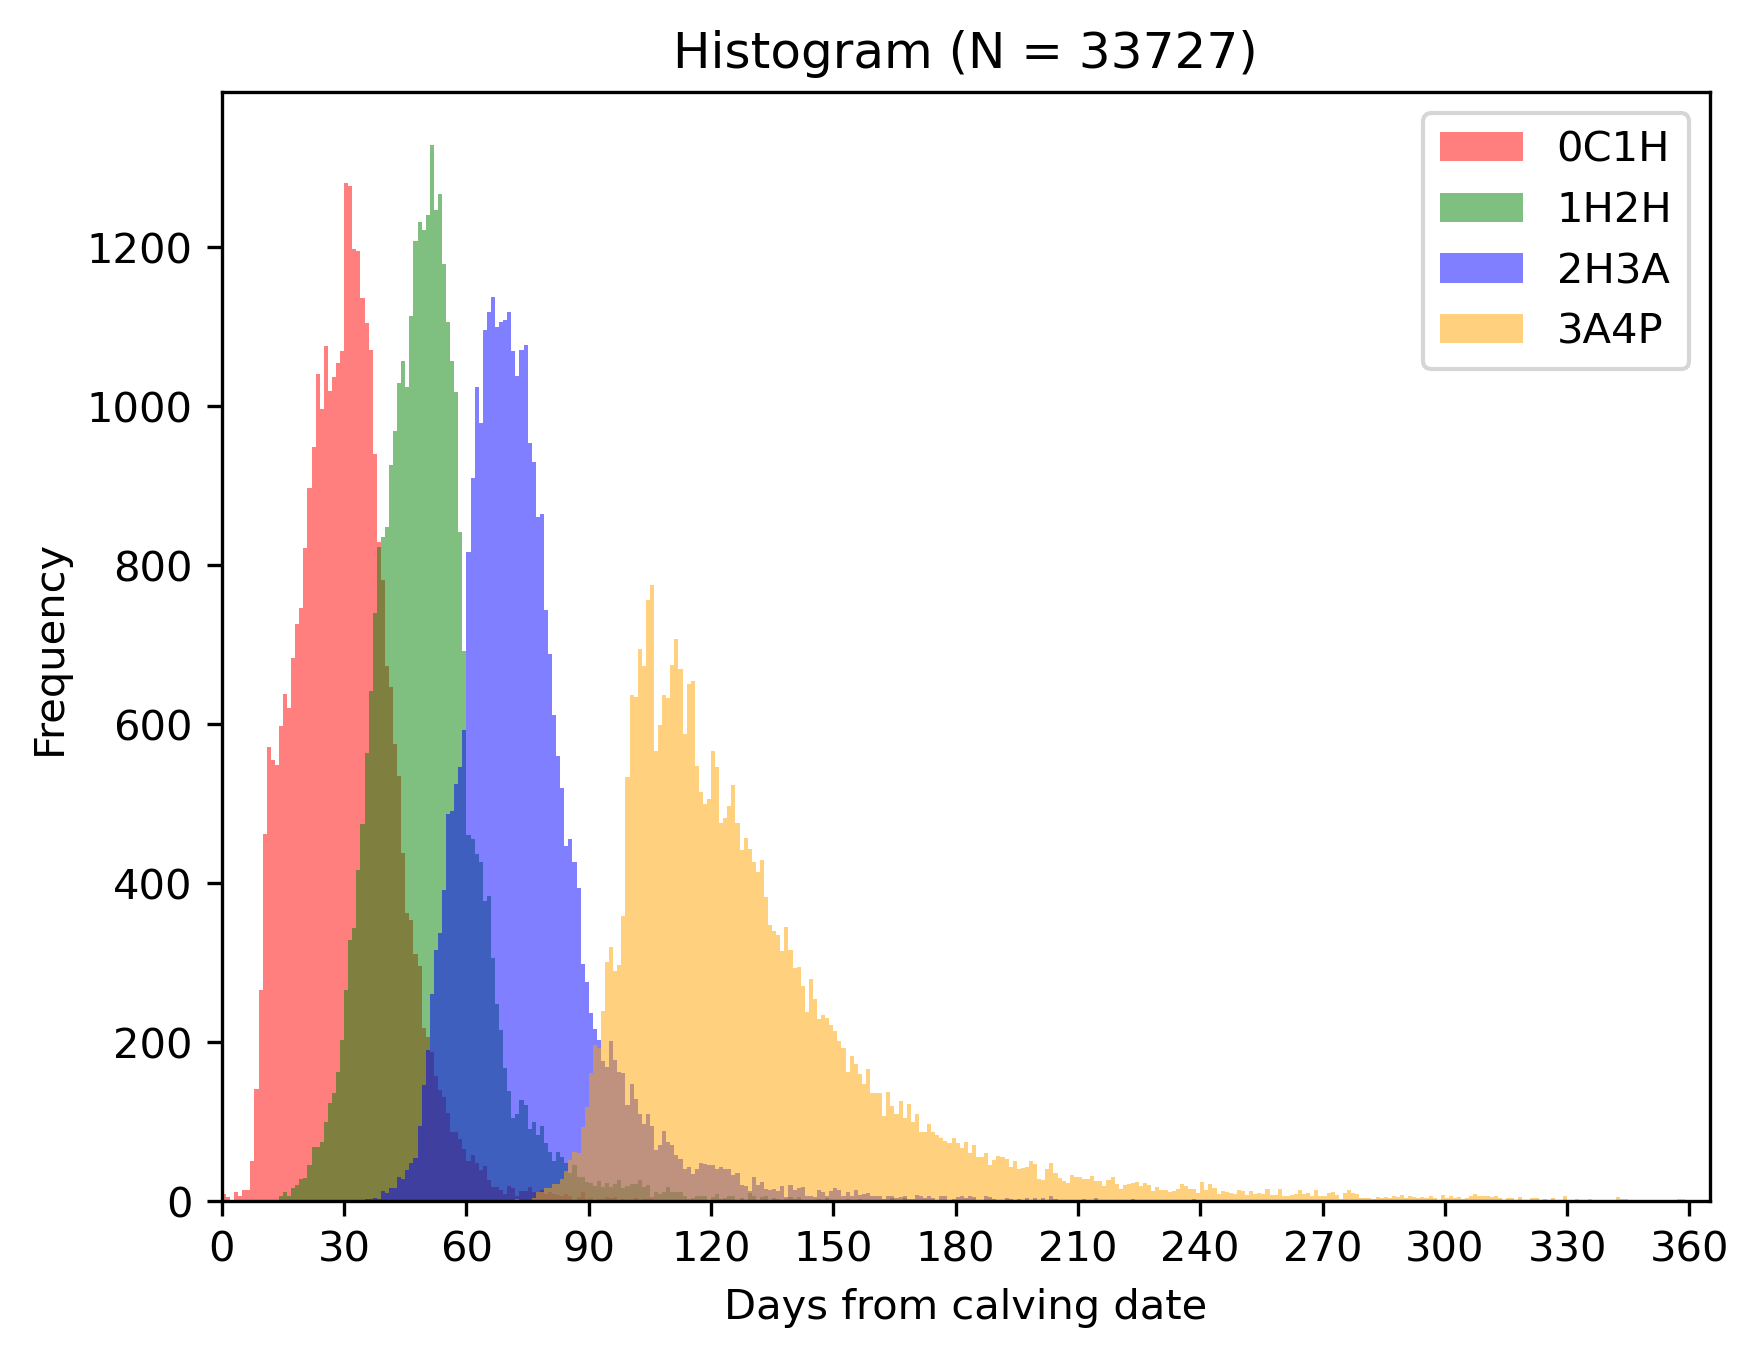 Histogram (N = 33727)
0C1H
1H2H
2H3A
3A4P
Frequency
1200
1000
800
600
400
200
0
0 30 60 90 120 150 180 210 240 270 300 330 360
Days from calving date